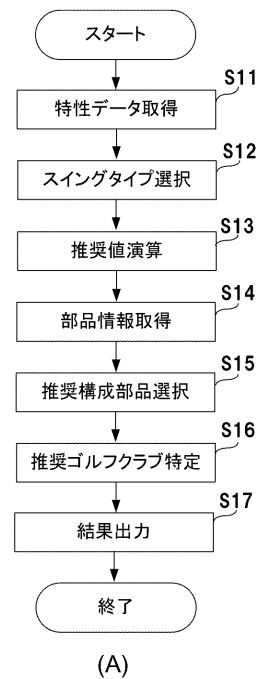 スタート
S11
特性データ取得
S12
スイングタイプ選択
S13
推奨値演算
S14
部品情報取得
S15
推奨構成部品選択
S16
推奨ゴルフクラブ特定
S17
結果出力
終了
(A)